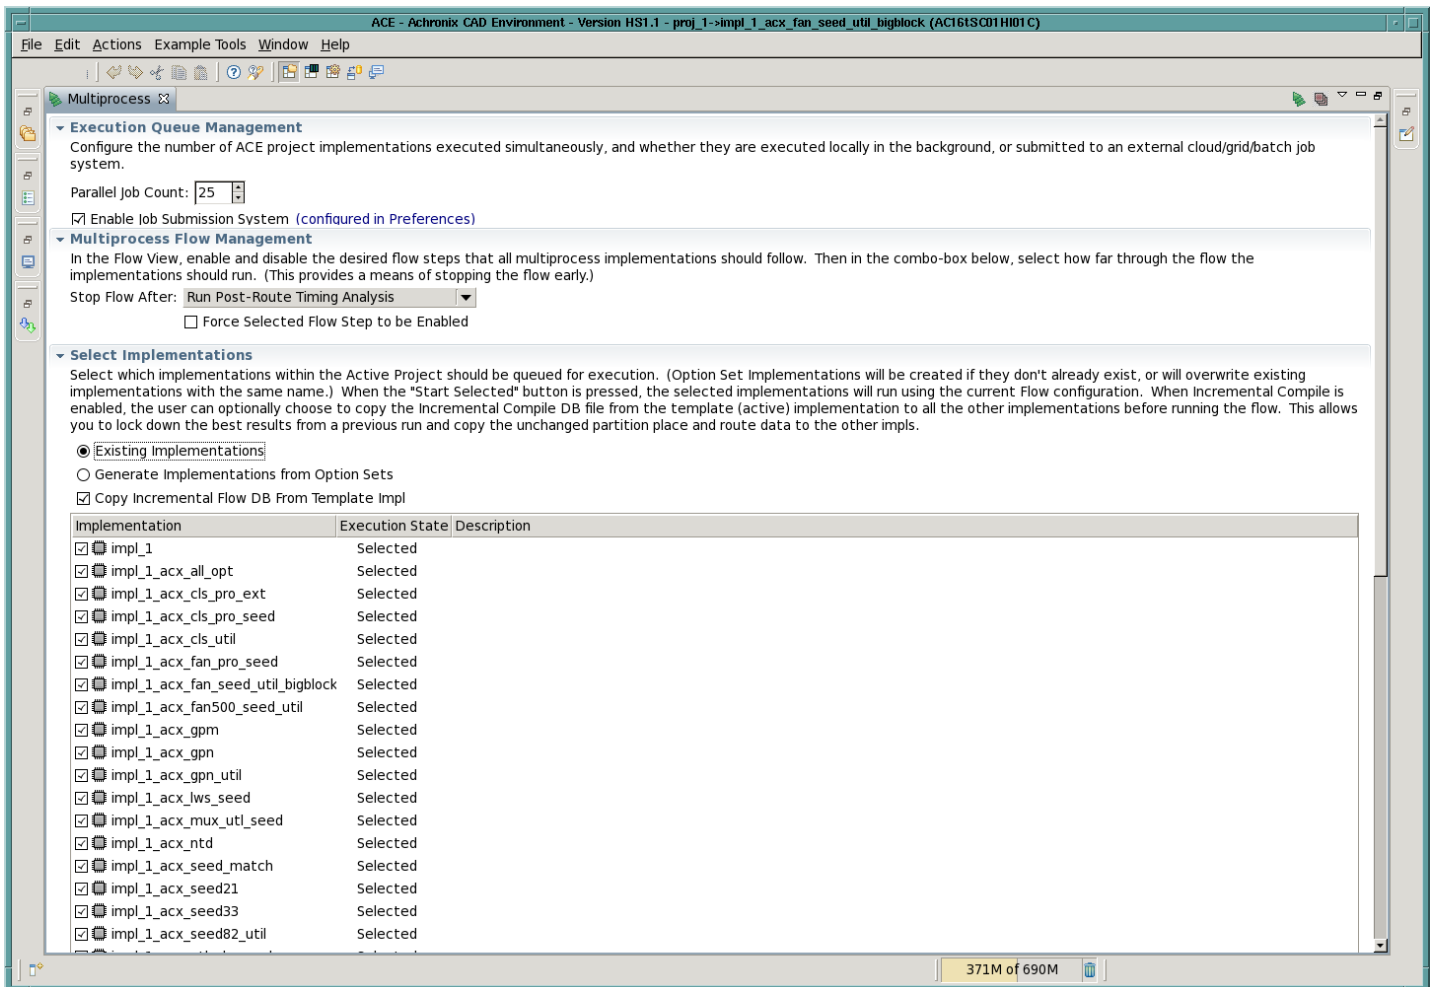 ACE - Achronix CAD Environment - Version HS1.1 - proj_1->impl_1_acx_fan_seed_util_bigblock (AC16tSC01HI01C)
File Edit Actions Example Tools Window Help
Multiprocess
Execution Queue Management
Configure the number of ACE project implementations executed simultaneously, and whether they are executed locally in the background, or submitted to an external cloud/grid/batch job
system.
Parallel Job Count: 25
Enable Job Submission System (configured in Preferences)
Multiprocess Flow Management
In the Flow View, enable and disable the desired flow steps that all multiprocess implementations should follow. Then in the combo-box below, select how far through the flow the
implementations should run. (This provides a means of stopping the flow early.)
Stop Flow After: Run Post-Route Timing Analysis
Force Selected Flow Step to be Enabled
Select Implementations
Select which implementations within the Active Project should be queued for execution. (Option Set Implementations will be created if they don't already exist, or will overwrite existing
implementations with the same name.) When the "Start Selected" button is pressed, the selected implementations will run using the current Flow configuration. When Incremental Compile is
enabled, the user can optionally choose to copy the Incremental Compile DB file from the template (active) implementation to all the other implementations before running the flow. This allows
you to lock down the best results from a previous run and copy the unchanged partition place and route data to the other impls.
Existing Implementations
Generate Implementations from Option Sets
Copy Incremental Flow DB From Template Impl
Implementation Execution State Description
impl_1 Selected
impl_1_acx_all_opt Selected
impl_1_acx_cls_pro_ext Selected
impl_1_acx_cls_pro_seed Selected
impl_1_acx_cls_util Selected
impl_1_acx_fan_pro_seed Selected
impl_1_acx_fan_seed_util_bigblock Selected
impl_1_acx_fan500_seed_util Selected
impl_1_acx_gpm Selected
impl_1_acx_gpn Selected
impl_1_acx_gpn_util Selected
impl_1_acx_lws_seed Selected
impl_1_acx_mux_utl_seed Selected
impl_1_acx_ntd Selected
impl_1_acx_seed_match Selected
impl_1_acx_seed21 Selected
impl_1_acx_seed33 Selected
impl_1_acx_seed82_util Selected
371M of 690M